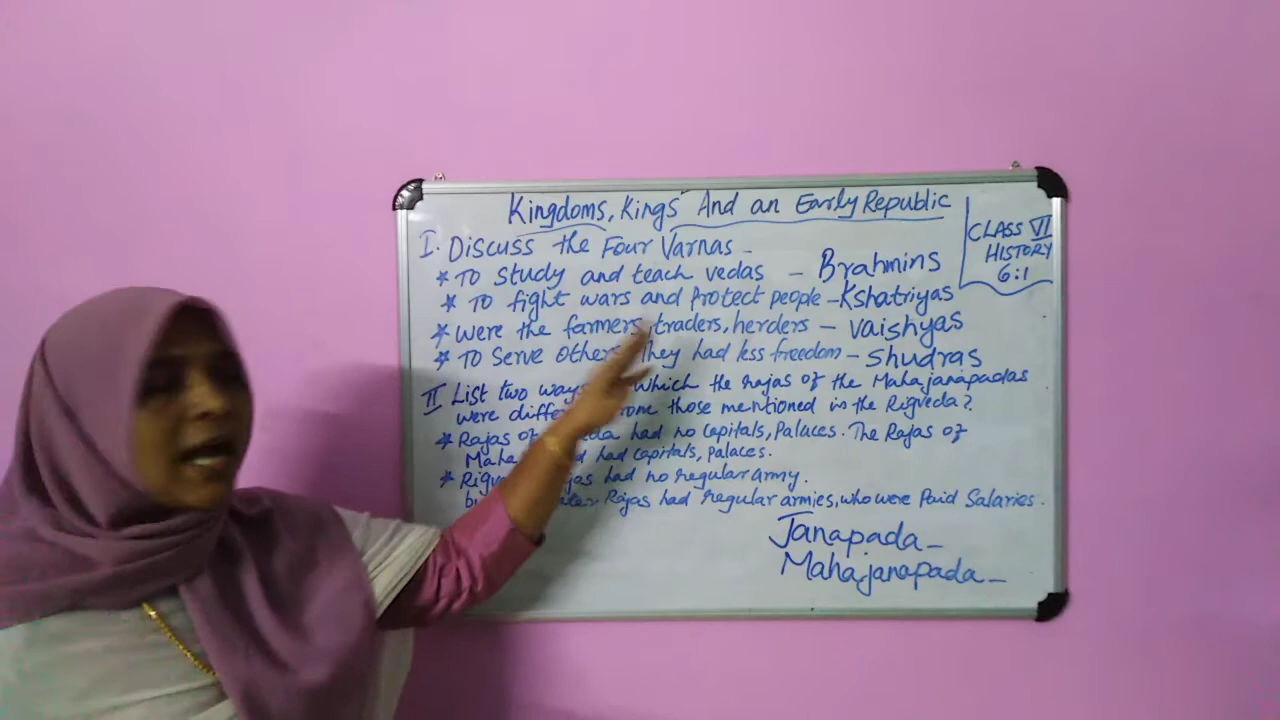 Kingdoms, Kings And an Early Republic
CLASS VI
HISTORY
6:1
I. Discuss the Four Varnas -
* To study and teach vedas - Brahmins
* To fight wars and Protect people - Kshatriyas
* were the farmers, traders, herders - Vaishyas
* To Serve others They had less freedom - Shudras
II List two ways which the rajas of the Mahajanapadas
were those mentioned in the Rigveda?
* Rajas of had no capitals, Palaces. The Rajas of
had capitals, palaces.
* had no regular army.
Rajas had regular armies, who were Paid Salaries.
Janapada -
Mahajanapada -